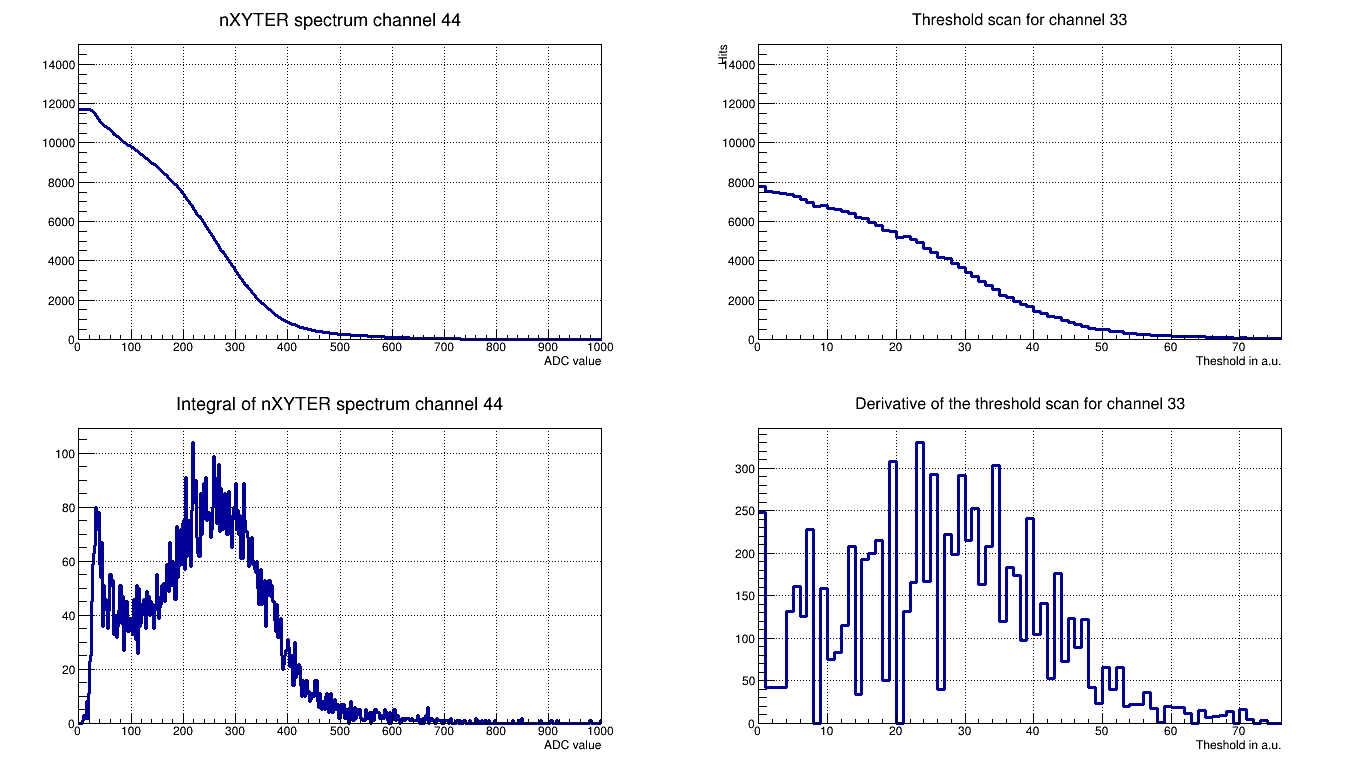 nXYTER spectrum channel 44
14000
12000
10000
8000
6000
4000
2000
0
0 100 200 300 400 500 600 700 800 900 1000
ADC value
Threshold scan for channel 33
Hits
14000
12000
10000
8000
6000
4000
2000
0
0 10 20 30 40 50 60 70
Theshold in a.u.
Integral of nXYTER spectrum channel 44
100
80
60
40
20
0
0 100 200 300 400 500 600 700 800 900 1000
ADC value
Derivative of the threshold scan for channel 33
300
250
200
150
100
50
0
0 10 20 30 40 50 60 70
Theshold in a.u.